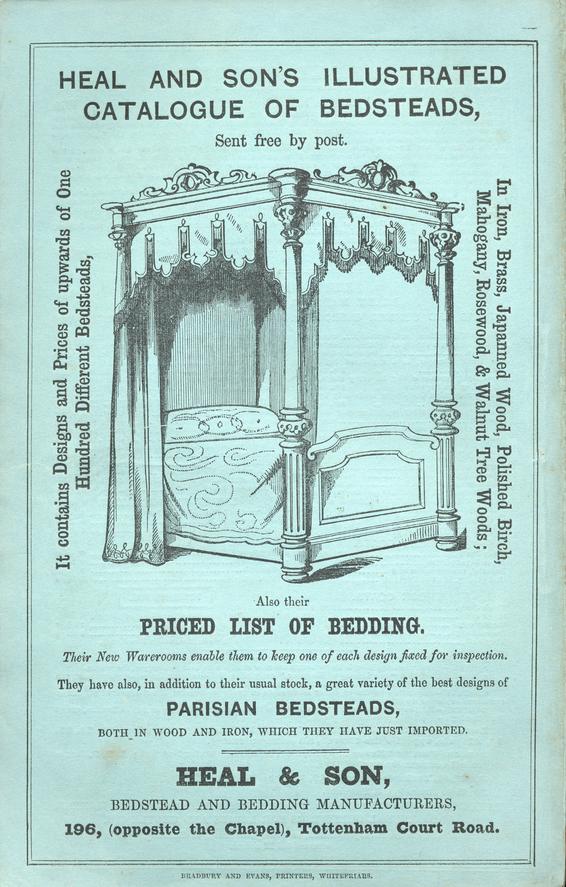 HEAL AND SON'S ILLUSTRATED
CATALOGUE OF BEDSTEADS,
Sent free by post.
It contains Designs and Prices of upwards of One
Hundred Different Bedsteads,
In Iron, Brass, Japanned Wood, Polished Birch,
Mahogany, Rosewood, & Walnut Tree Woods;
Also their
PRICED LIST OF BEDDING.
Their New Warerooms enable them to keep one of each design fixed for inspection.
They have also, in addition to their usual stock, a great variety of the best designs of
PARISIAN BEDSTEADS,
BOTH IN WOOD AND IRON, WHICH THEY HAVE JUST IMPORTED.
HEAL & SON,
BEDSTEAD AND BEDDING MANUFACTURERS,
196, (opposite the Chapel), Tottenham Court Road.
BRADBURY AND EVANS, PRINTERS, WHITEFRIARS.